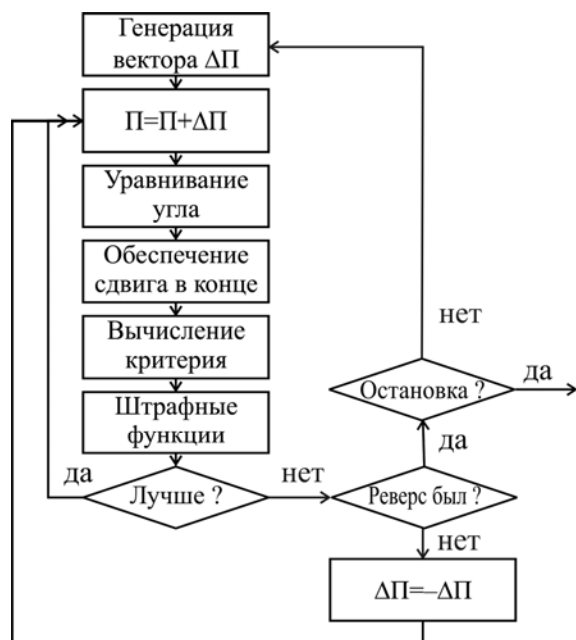 Генерация
вектора ΔП
П=П+ΔП
Уравнивание
угла
Обеспечение
сдвига в конце
Вычисление
критерия
Штрафные
функции
да
Лучше ?
нет
Реверс был ?
да
Остановка ?
да
нет
нет
ΔП=–ΔП